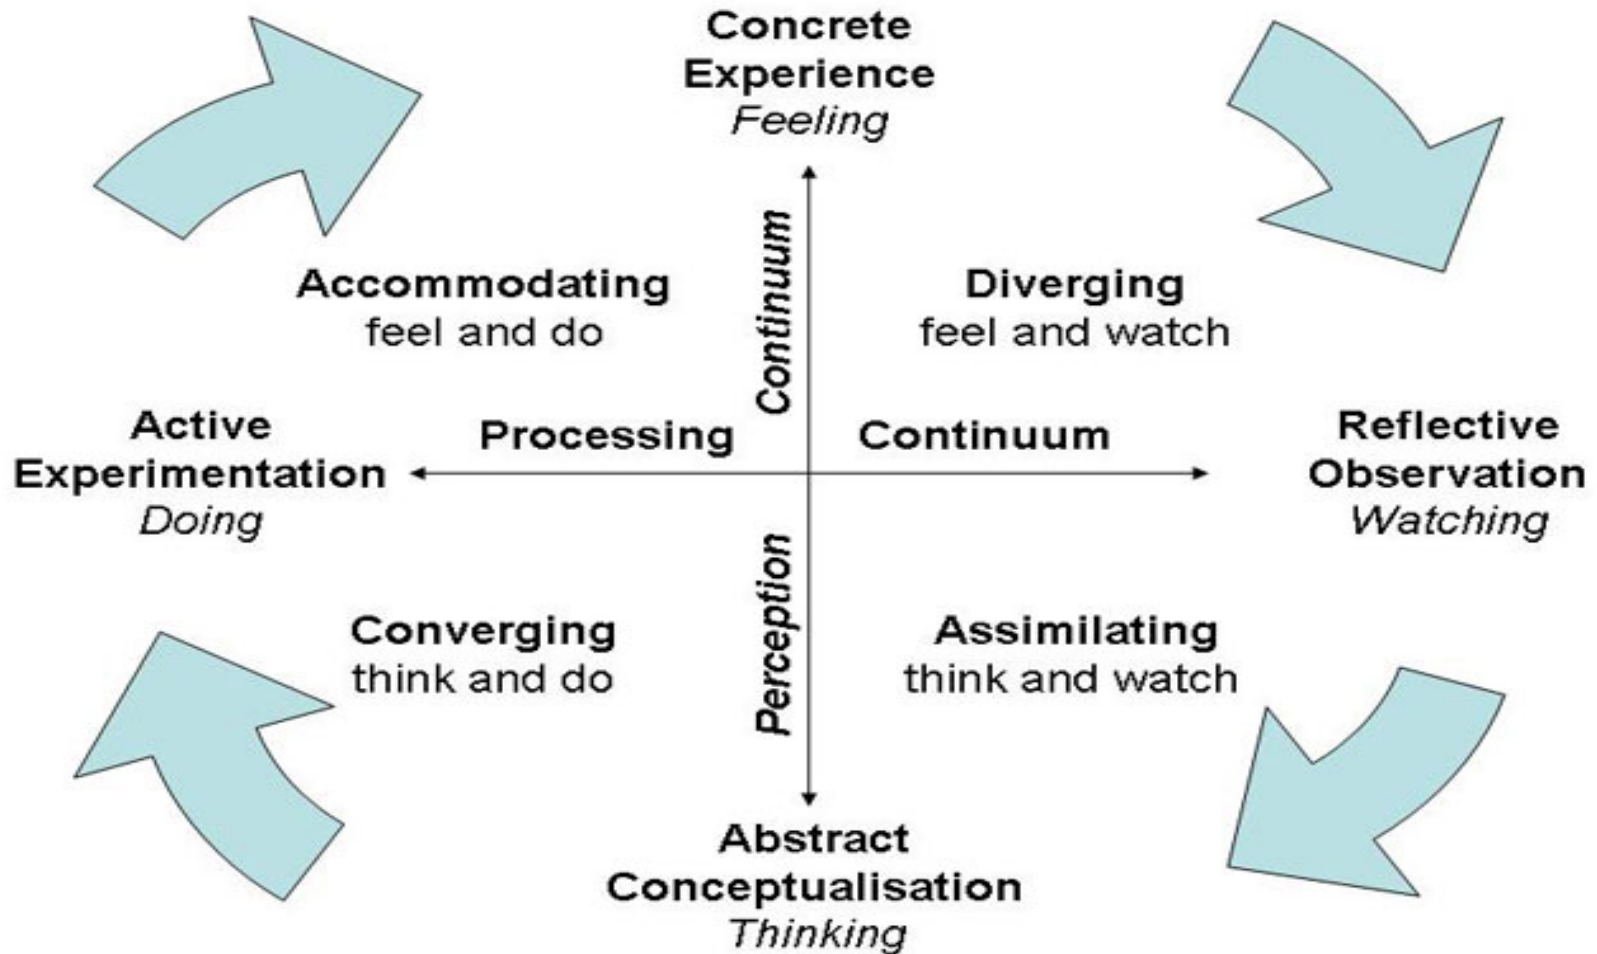 Concrete
Experience
Feeling
Continuum
Accommodating
feel and do
Diverging
feel and watch
Active
Experimentation
Doing
Processing
Continuum
Reflective
Observation
Watching
Perception
Converging
think and do
Assimilating
think and watch
Abstract
Conceptualisation
Thinking